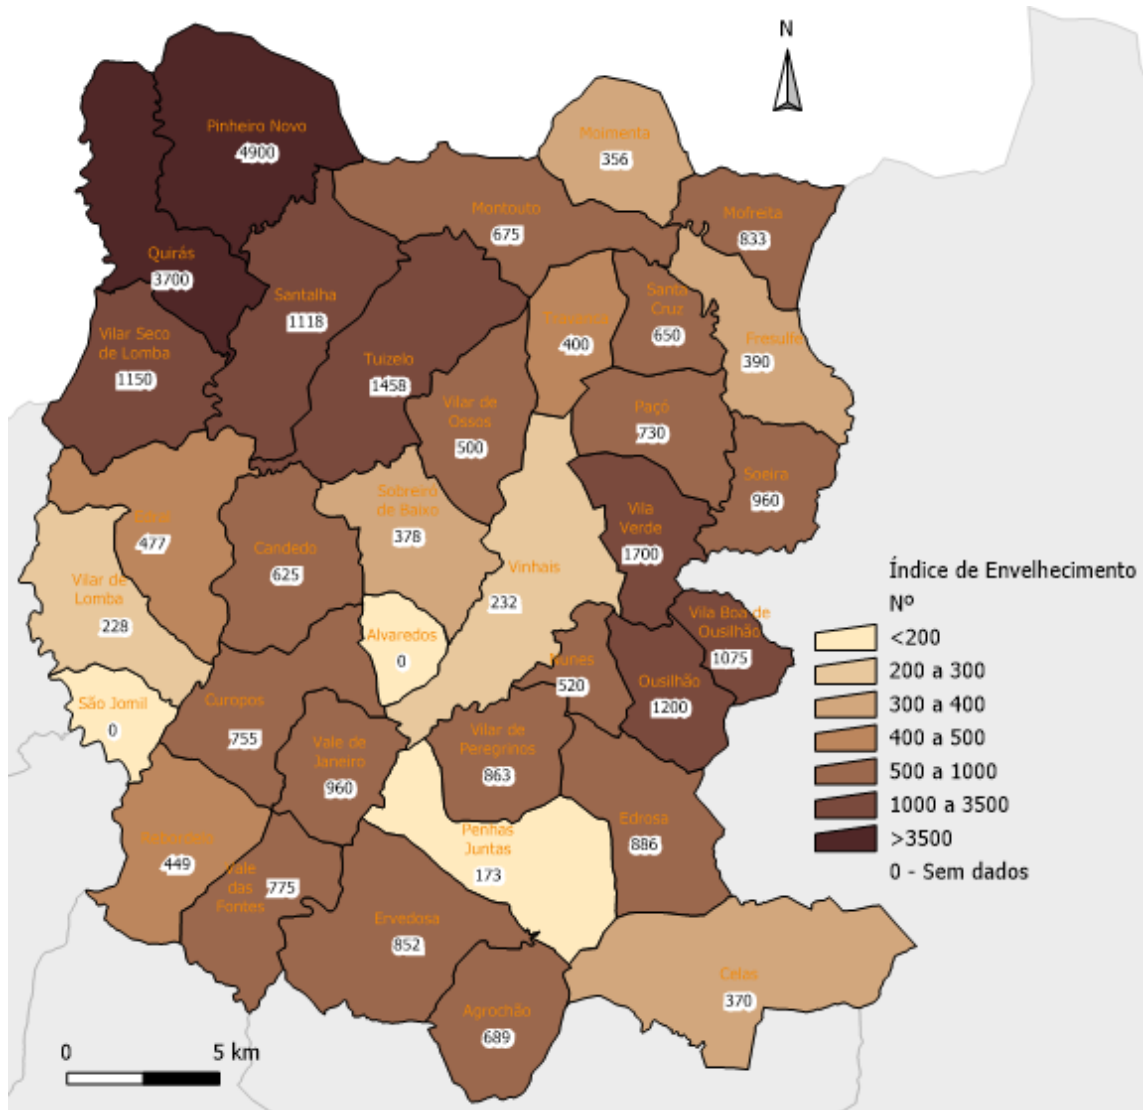 N
Pinheiro Novo
4900
Moimenta
356
Montouto
675
Mofreita
833
Quirás
3700
Santalha
1118
Santa
Cruz
650
Travanca
400
Fresulfe
390
Vilar Seco
de Lomba
1150
Tuizelo
1458
Vilar de
Ossos
500
Paçó
730
Soeira
960
Sobreiró
de Baixo
378
Vila
Verde
1700
477
Candedo
625
Vinhais
232
Vilar de
Lomba
228
Alvaredos
0
Vila Boa de
Ousilhão
1075
Nunes
520
Ousilhão
1200
São Jomil
0
Curopos
755
Vale de
Janeiro
960
Vilar de
Peregrinos
863
Penhas
Juntas
173
Edrosa
886
Rebordelo
449
Vale
das
Fontes
775
Ervedosa
852
Celas
370
Agrochão
689
Índice de Envelhecimento
Nº
<200
200 a 300
300 a 400
400 a 500
500 a 1000
1000 a 3500
>3500
0 - Sem dados
0 5 km